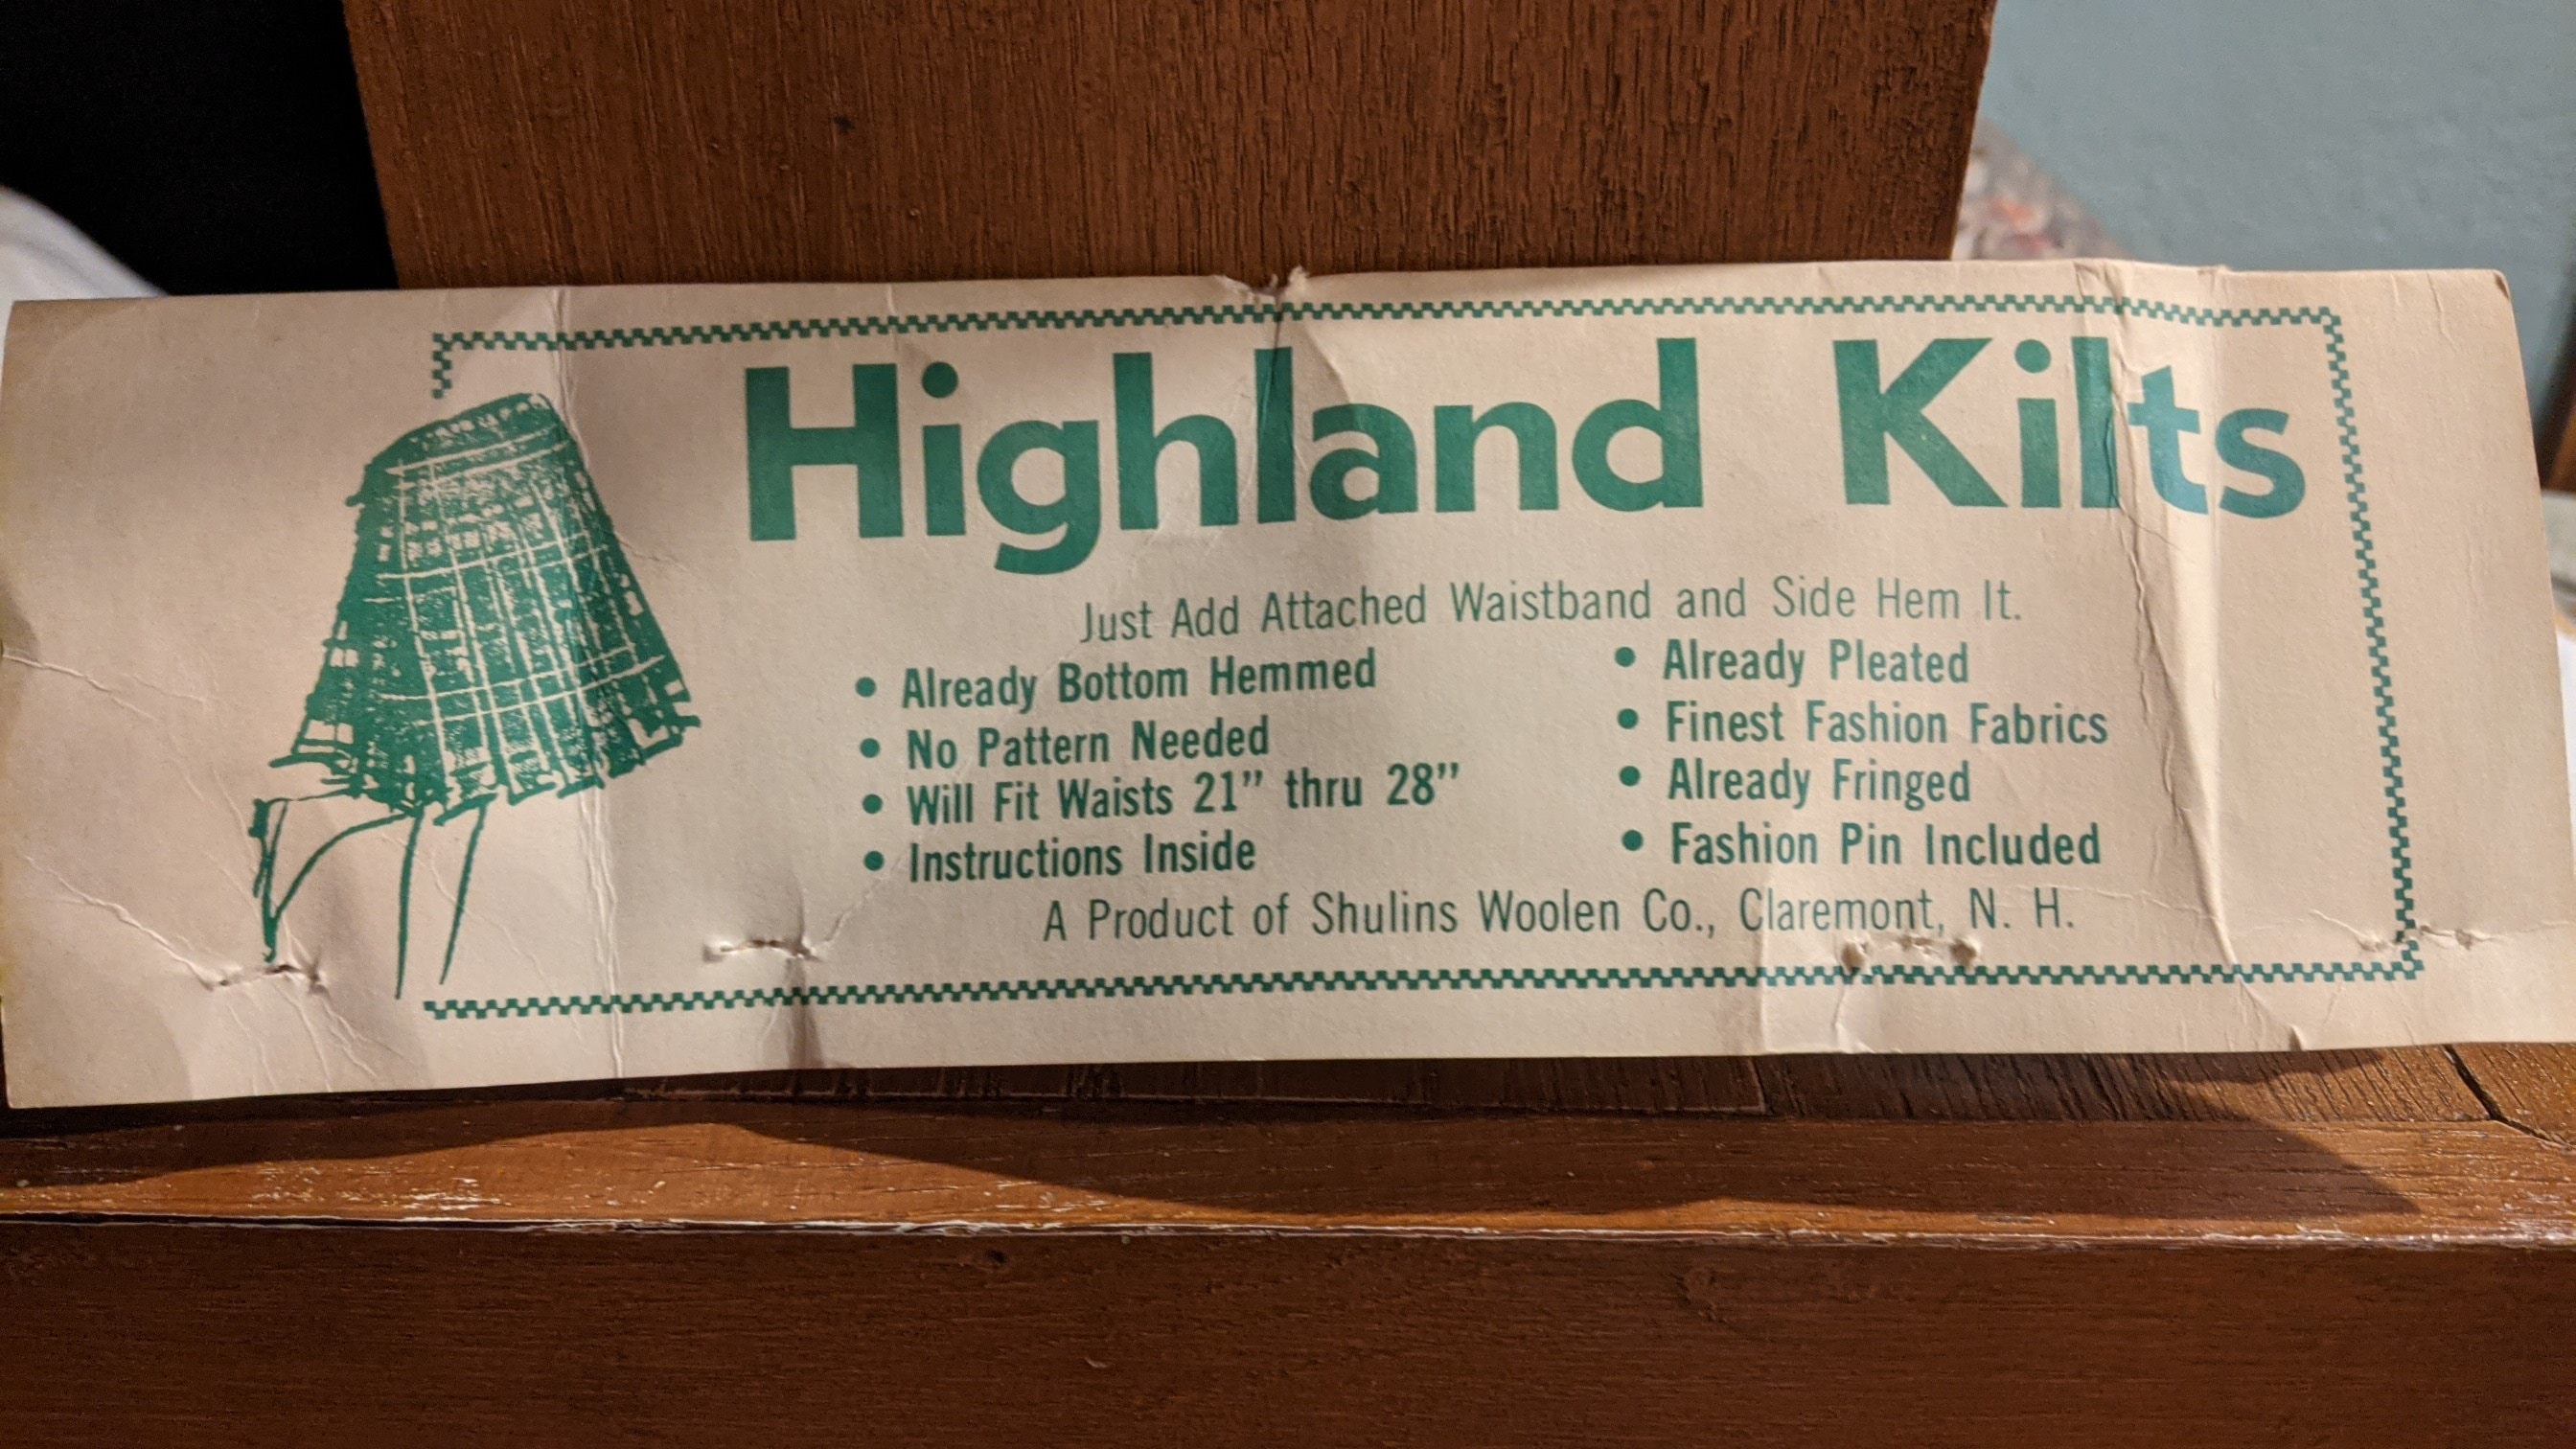 Highland Kilts
Just Add Attached Waistband and Side Hem It.
• Already Bottom Hemmed
• No Pattern Needed
• Will Fit Waists 21” thru 28”
• Instructions Inside
• Already Pleated
• Finest Fashion Fabrics
• Already Fringed
• Fashion Pin Included
A Product of Shulins Woolen Co., Claremont, N. H.